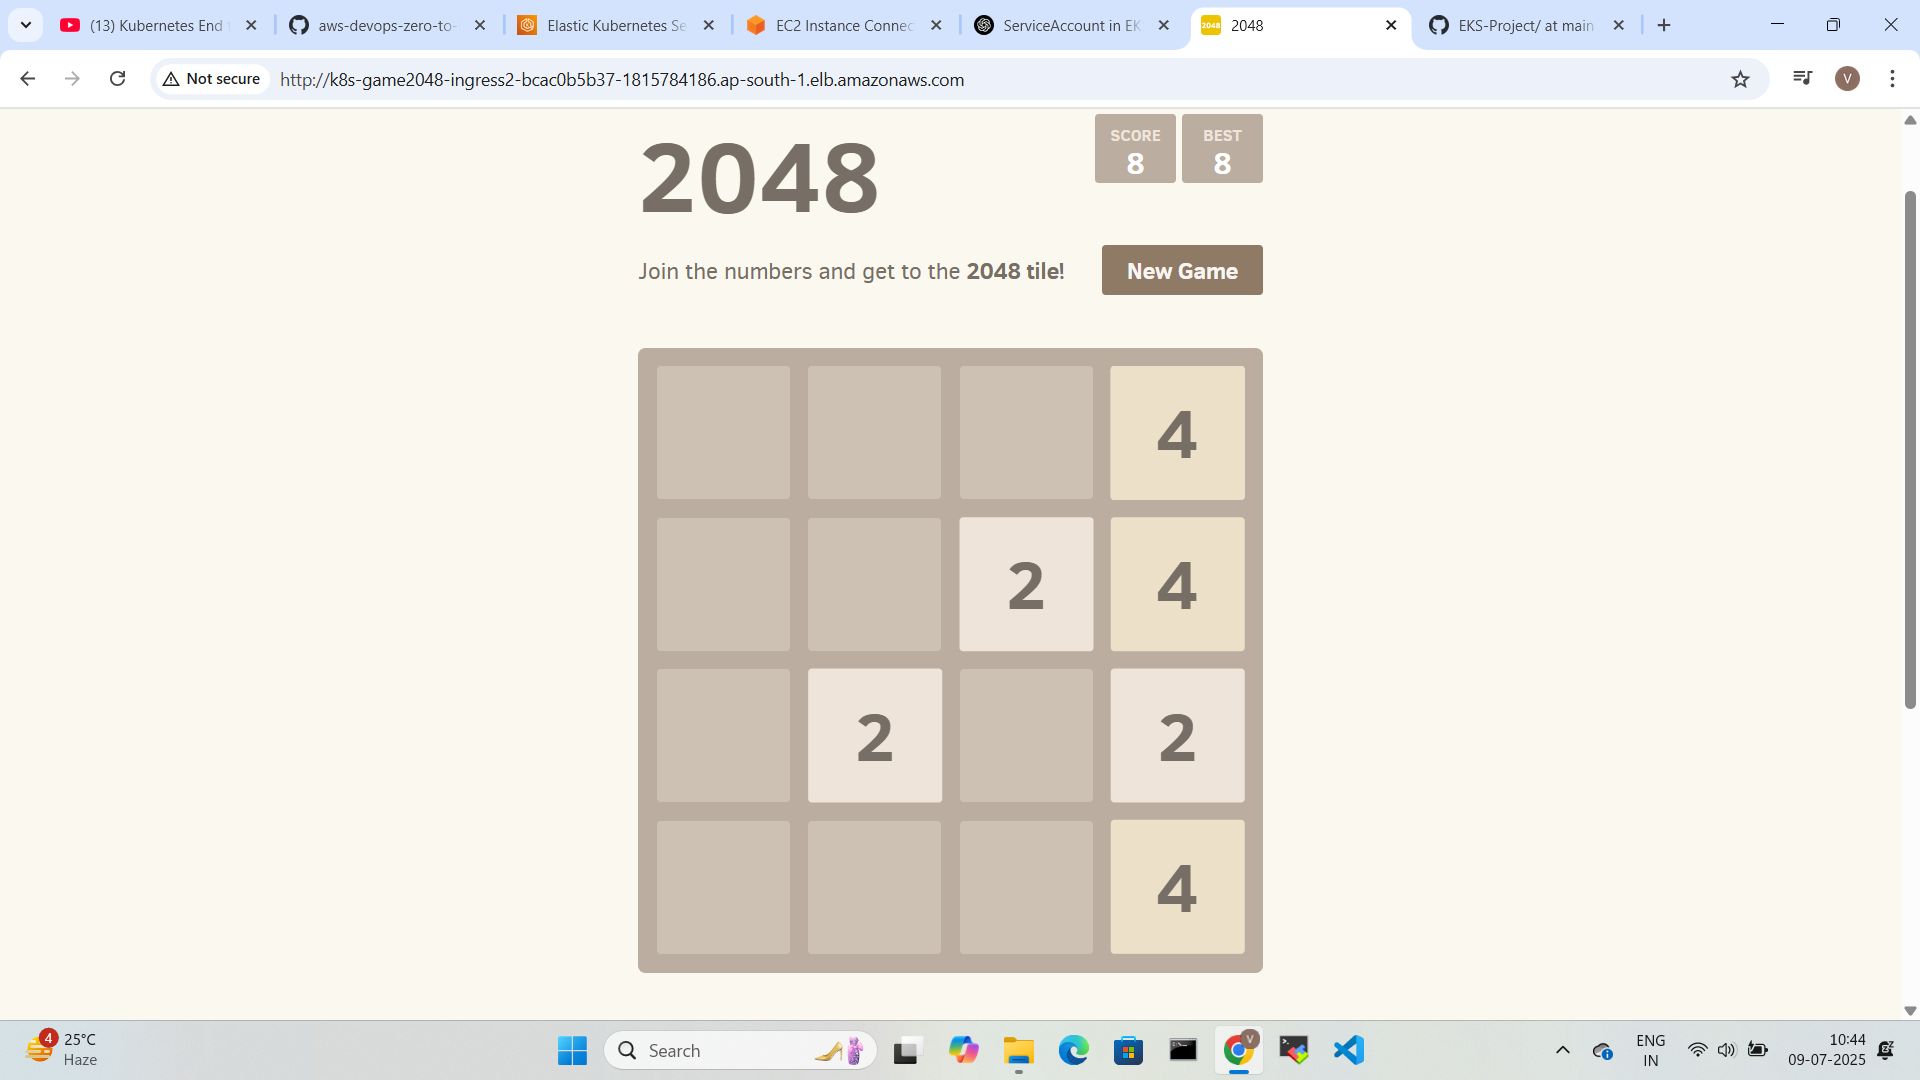 (13) Kubernetes End
aws-devops-zero-to-
Elastic Kubernetes Se
EC2 Instance Connec
ServiceAccount in EK
2048
2048
EKS-Project/ at main
Not secure
http://k8s-game2048-ingress2-bcac0b5b37-1815784186.ap-south-1.elb.amazonaws.com
V
2048
SCORE
8
BEST
8
Join the numbers and get to the 2048 tile!
New Game
4
2 4
2 2
4
4
25°C
Haze
Search
V
ENG
IN
10:44
09-07-2025